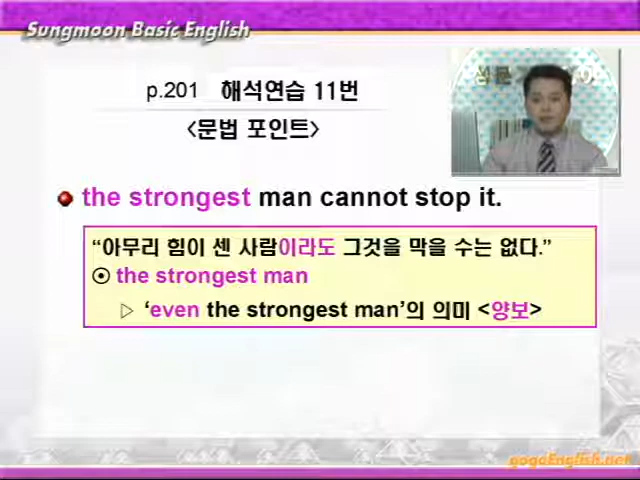 Sungmoon Basic English
p.201 해석연습 11번
<문법 포인트>
성문
the strongest man cannot stop it.
“아무리 힘이 센 사람이라도 그것을 막을 수는 없다.”
⊙ the strongest man
▷ ‘even the strongest man’의 의미 <양보>
gogoEnglish.net